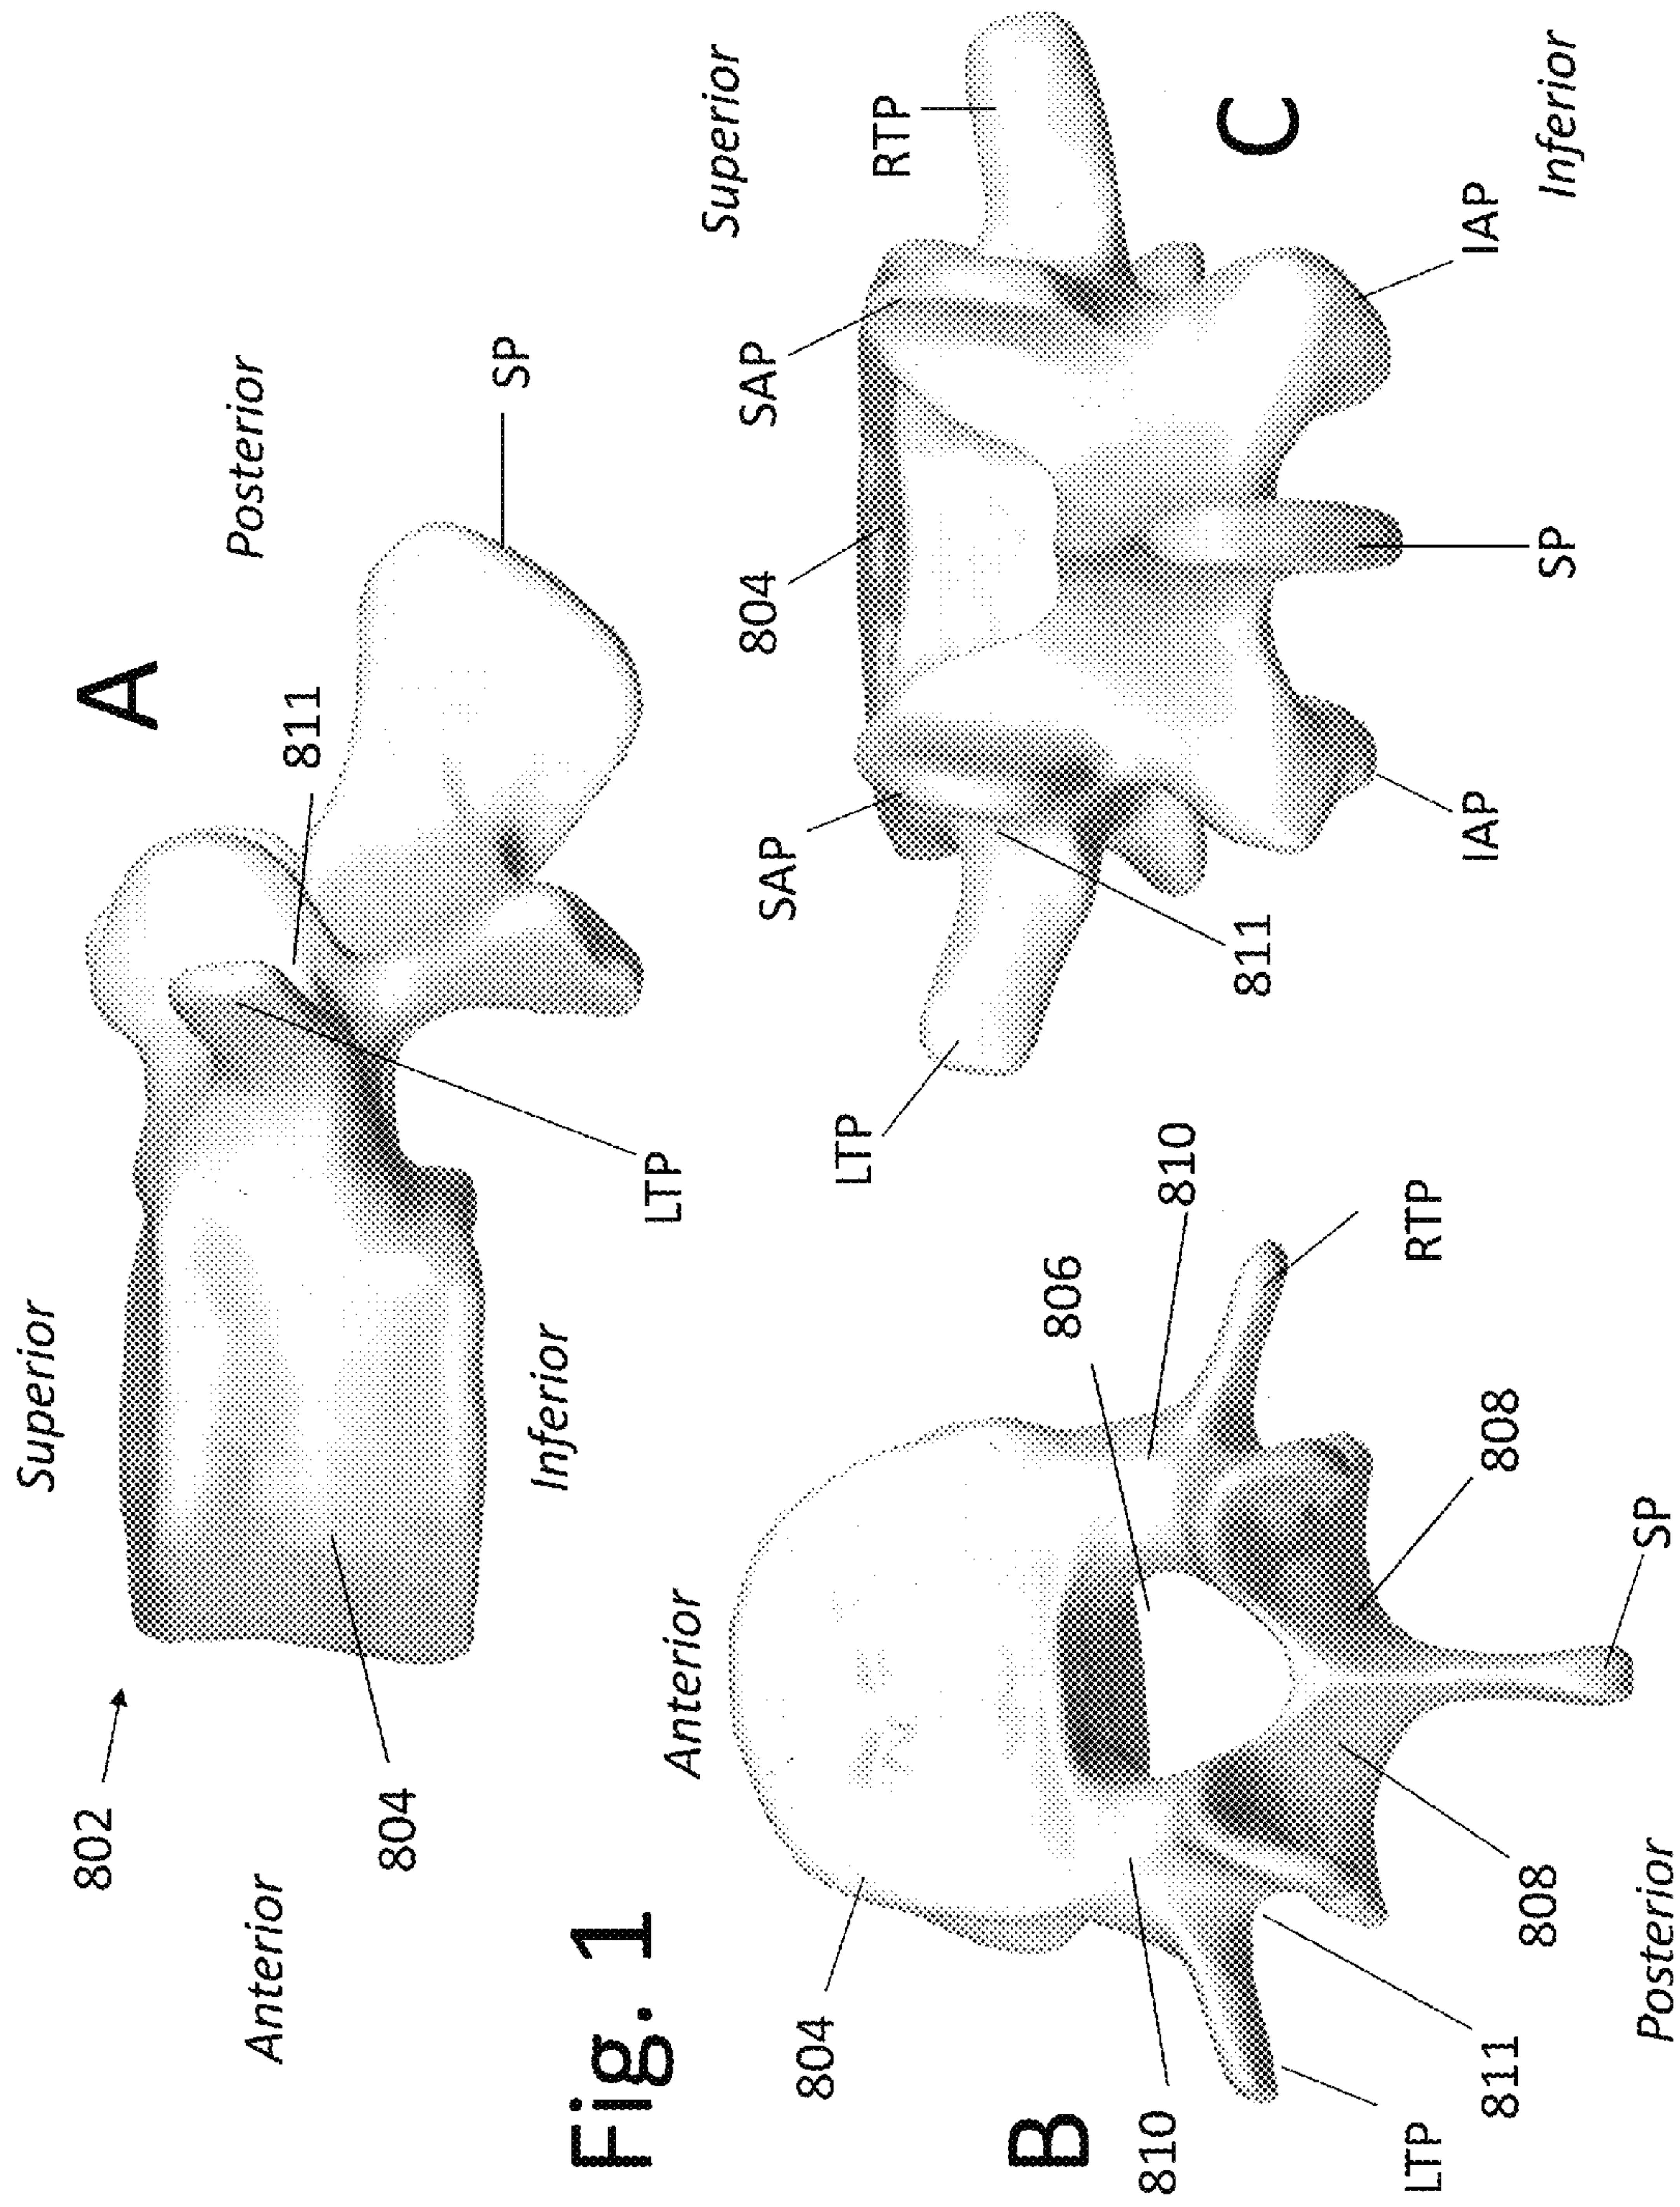 Fig. 1
A
Superior
Anterior
Posterior
Inferior
802
804
811
SP
LTP
B
Anterior
804
806
810
810
RTP
808
808
811
LTP
SP
Posterior
C
Superior
SAP
804
SAP
RTP
LTP
811
IAP
SP
IAP
Inferior